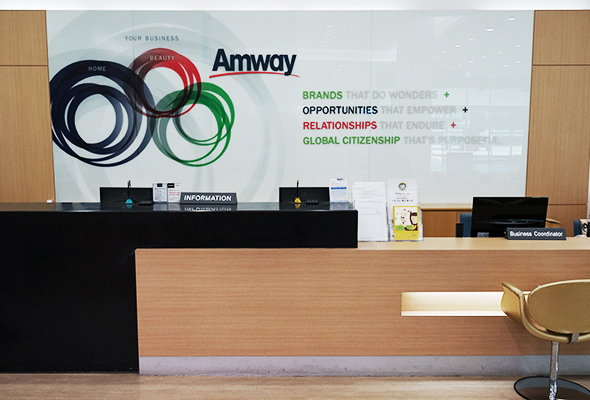 YOUR BUSINESS
BEAUTY
HOME
Amway
BRANDS THAT DO WONDERS +
OPPORTUNITIES THAT EMPOWER +
RELATIONSHIPS THAT ENDURE +
GLOBAL CITIZENSHIP THAT'S PURPOSEFUL
INFORMATION
Business Coordinator